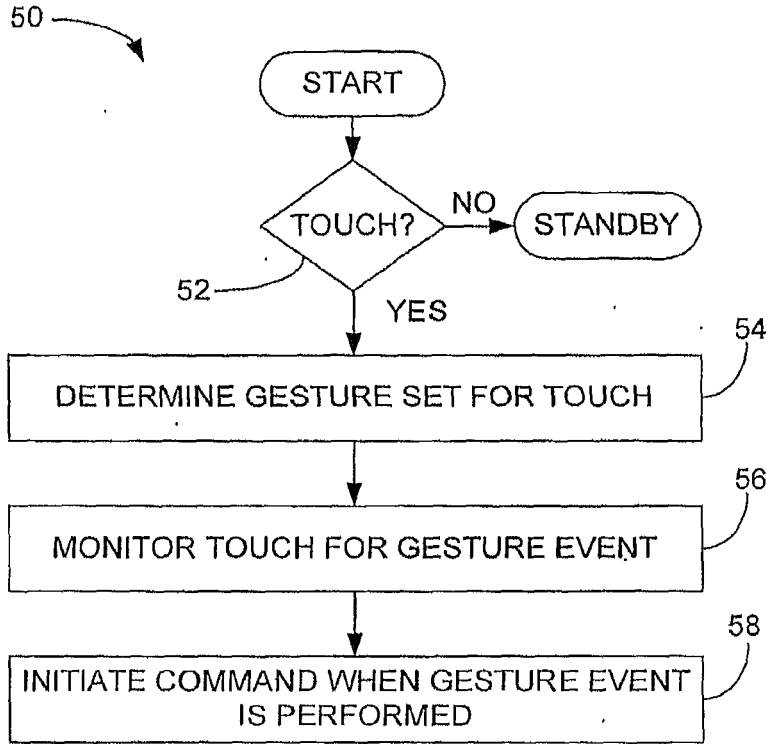 50
START
TOUCH?
NO
STANDBY
52
YES
54
DETERMINE GESTURE SET FOR TOUCH
56
MONITOR TOUCH FOR GESTURE EVENT
58
INITIATE COMMAND WHEN GESTURE EVENT
IS PERFORMED